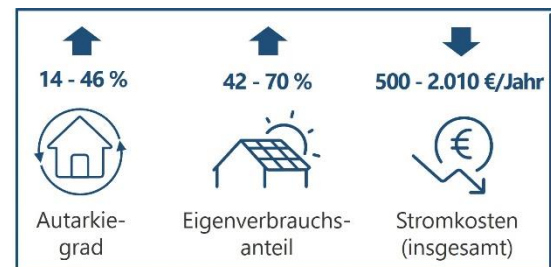 14 - 46 %
42 - 70 %
500 - 2.010 €/Jahr
€
Autarkie-
grad
Eigenverbrauchs-
anteil
Stromkosten
(insgesamt)